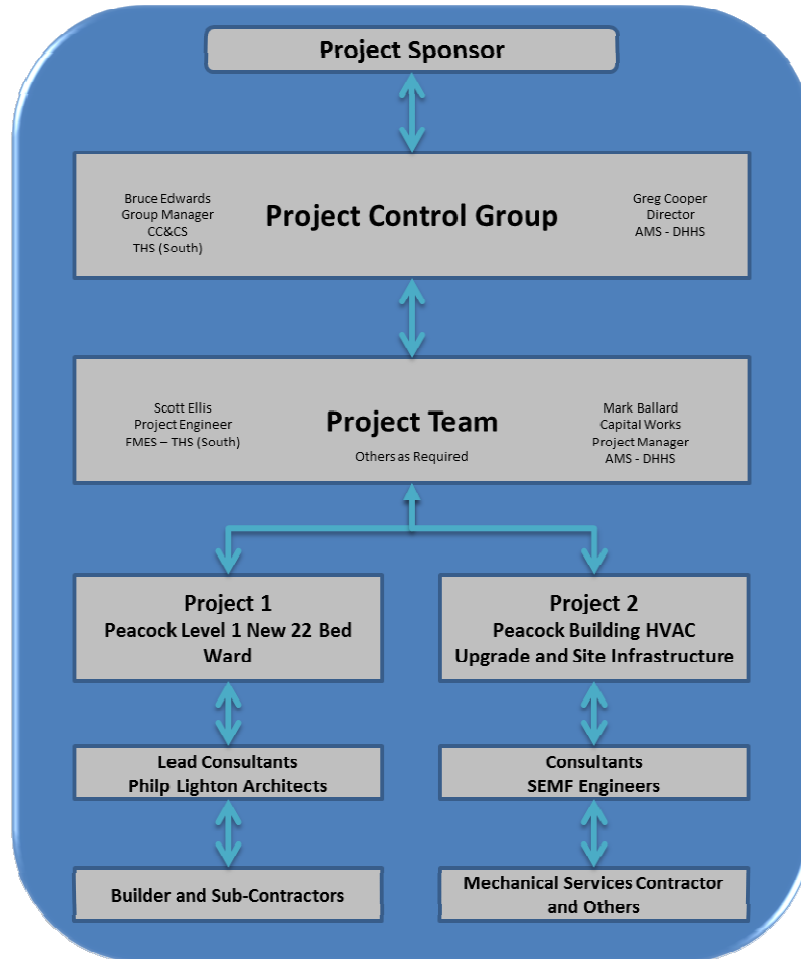 Project Sponsor
Bruce Edwards
Group Manager
CC&CS
THS (South)
Project Control Group
Greg Cooper
Director
AMS - DHHS
Scott Ellis
Project Engineer
FMES – THS (South)
Project Team
Others as Required
Mark Ballard
Capital Works
Project Manager
AMS - DHHS
Project 1
Peacock Level 1 New 22 Bed
Ward
Project 2
Peacock Building HVAC
Upgrade and Site Infrastructure
Lead Consultants
Philp Lighton Architects
Consultants
SEMF Engineers
Builder and Sub-Contractors
Mechanical Services Contractor
and Others